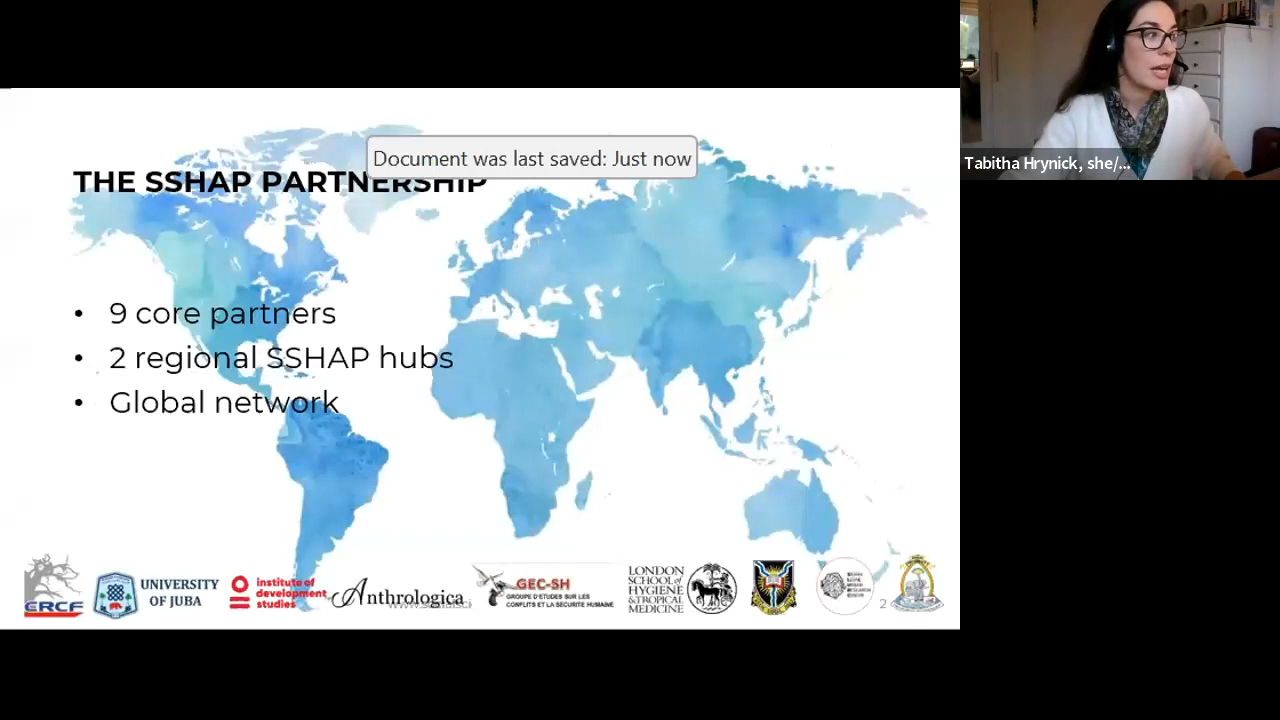 Document was last saved: Just now
THE SSHAP PARTNERSHIP
• 9 core partners
• 2 regional SSHAP hubs
• Global network
CRCF
UNIVERSITY
OF JUBA
institute of
development
studies
Anthrologica
GEC-SH
GROUPE D'ETUDES SUR LES
CONFLITS ET LA SÉCURITÉ HUMAINE
LONDON
SCHOOL of
HYGIENE
& TROPICAL
MEDICINE
2
Tabitha Hrynick, she/...